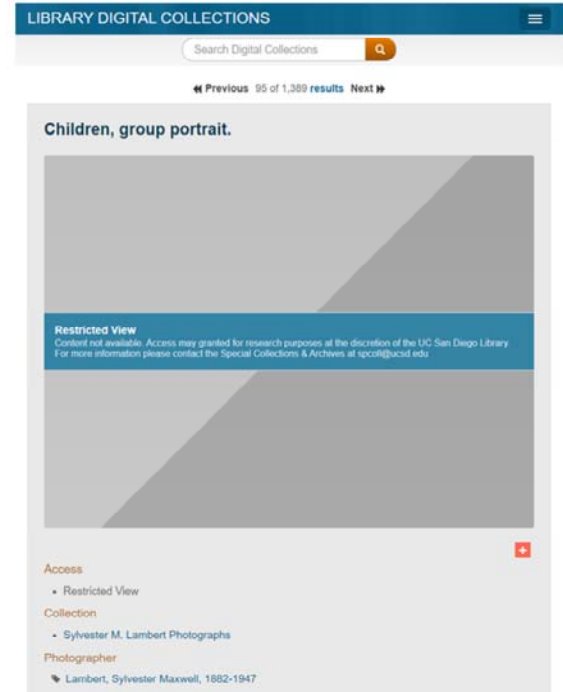 LIBRARY DIGITAL COLLECTIONS
Search Digital Collections
Previous 95 of 1,389 results Next
Children, group portrait.
Restricted View
Content not available. Access may granted for research purposes at the discretion of the UC San Diego Library.
For more information please contact the Special Collections & Archives at spcoll@ucsd.edu
Access
Restricted View
Collection
Sylvester M. Lambert Photographs
Photographer
Lambert, Sylvester Maxwell, 1882-1947